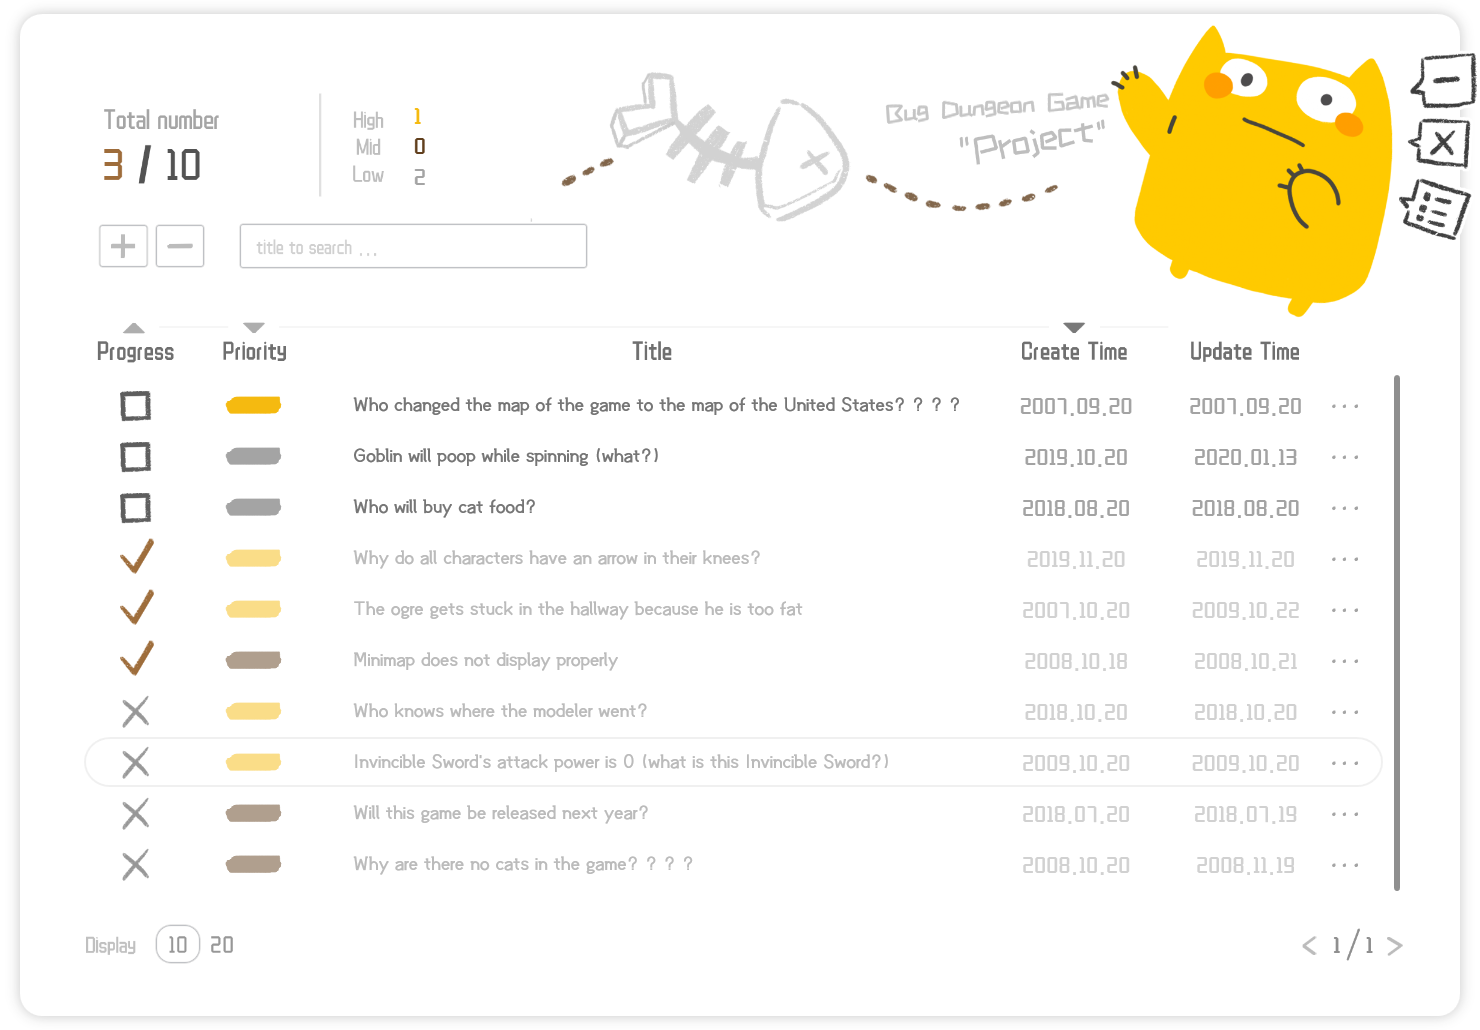 Total number
3 / 10
High 1
Mid 0
Low 2
Bug Dungeon Game
"Project"
title to search ...
Progress Priority Title Create Time Update Time
Who changed the map of the game to the map of the United States? ? ? ? 2007.09.20 2007.09.20 ...
Goblin will poop while spinning (what?) 2019.10.20 2020.01.13 ...
Who will buy cat food? 2018.08.20 2018.08.20 ...
Why do all characters have an arrow in their knees? 2019.11.20 2019.11.20 ...
The ogre gets stuck in the hallway because he is too fat 2007.10.20 2009.10.22 ...
Minimap does not display properly 2008.10.18 2008.10.21 ...
Who knows where the modeler went? 2018.10.20 2018.10.20 ...
Invincible Sword's attack power is 0 (what is this Invincible Sword?) 2009.10.20 2009.10.20 ...
Will this game be released next year? 2018.07.20 2018.07.19 ...
Why are there no cats in the game? ? ? ? 2008.10.20 2008.11.19 ...
Display 10 20
< 1 / 1 >